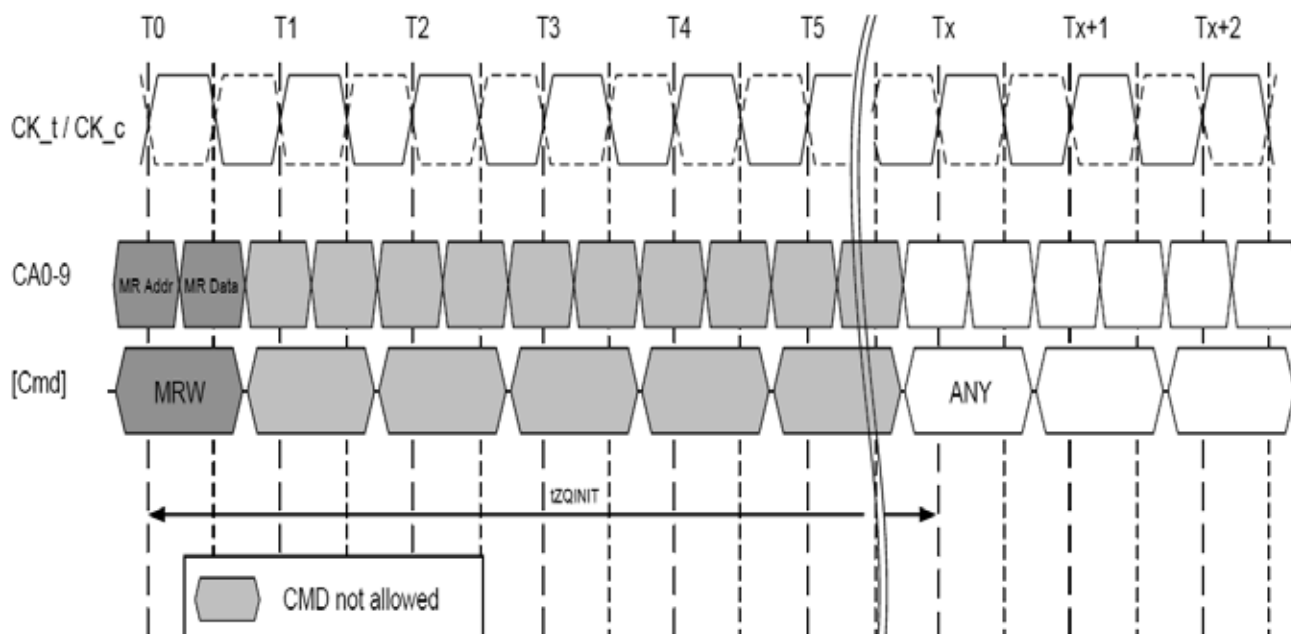 T0 T1 T2 T3 T4 T5 Tx Tx+1 Tx+2
CK_t / CK_c
CA0-9
MR Addr MR Data
[Cmd]
MRW ANY
tZQINIT
CMD not allowed